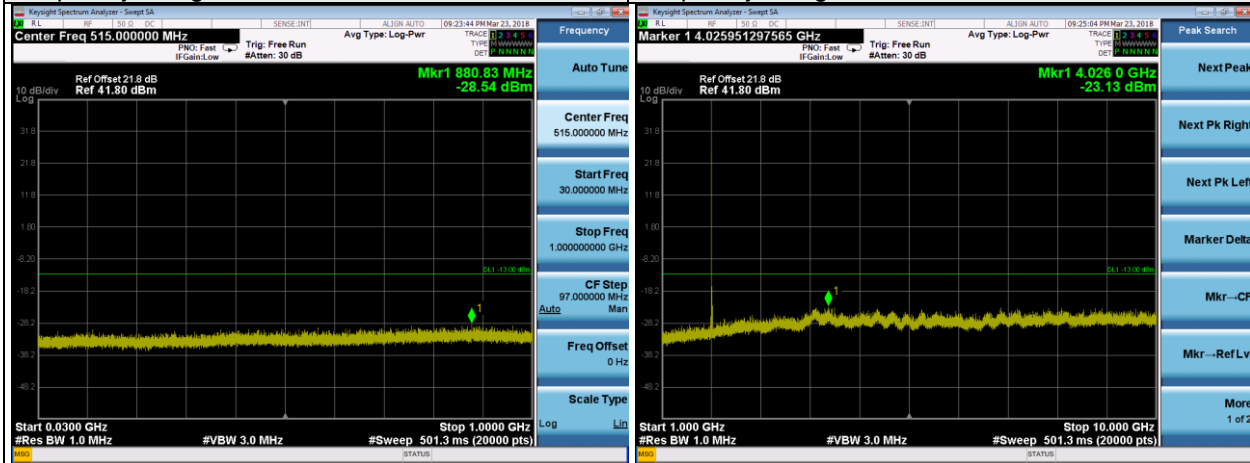 Keysight Spectrum Analyzer - Swept SA
RL RF 50 Ω DC SENSE:INT ALIGN AUTO 09:23:44 PM Mar 23, 2018
Center Freq 515.000000 MHz
PNO: Fast
IFGain:Low
Trig: Free Run
#Atten: 30 dB
Avg Type: Log-Pwr
TRACE 1 2 3 4 5 6
TYPE M WWWWW
DET P N N N N N
Ref Offset 21.8 dB
Ref 41.80 dBm
Mkr1 880.83 MHz
-28.54 dBm
10 dB/div
Log
31.8
21.8
11.8
1.80
-8.20
-18.2
-28.2
-38.2
-48.2
DL1 -13.00 dBm
1
Start 0.0300 GHz
Stop 1.0000 GHz
#Res BW 1.0 MHz
#VBW 3.0 MHz
#Sweep 501.3 ms (20000 pts)
MSG
STATUS
Frequency
Auto Tune
Center Freq
515.000000 MHz
Start Freq
30.000000 MHz
Stop Freq
1.000000000 GHz
CF Step
97.000000 MHz
Auto Man
Freq Offset
0 Hz
Scale Type
Log Lin
Keysight Spectrum Analyzer - Swept SA
RL RF 50 Ω DC SENSE:INT ALIGN AUTO 09:25:04 PM Mar 23, 2018
Marker 1 4.025951297565 GHz
PNO: Fast
IFGain:Low
Trig: Free Run
#Atten: 30 dB
Avg Type: Log-Pwr
TRACE 1 2 3 4 5 6
TYPE M WWWWW
DET P N N N N N
Ref Offset 21.8 dB
Ref 41.80 dBm
Mkr1 4.026 0 GHz
-23.13 dBm
10 dB/div
Log
31.8
21.8
11.8
1.80
-8.20
-18.2
-28.2
-38.2
-48.2
DL1 -13.00 dBm
1
Start 1.000 GHz
Stop 10.000 GHz
#Res BW 1.0 MHz
#VBW 3.0 MHz
#Sweep 501.3 ms (20000 pts)
MSG
STATUS
Peak Search
Next Peak
Next Pk Right
Next Pk Left
Marker Delta
Mkr→CF
Mkr→Ref Lvl
More
1 of 2